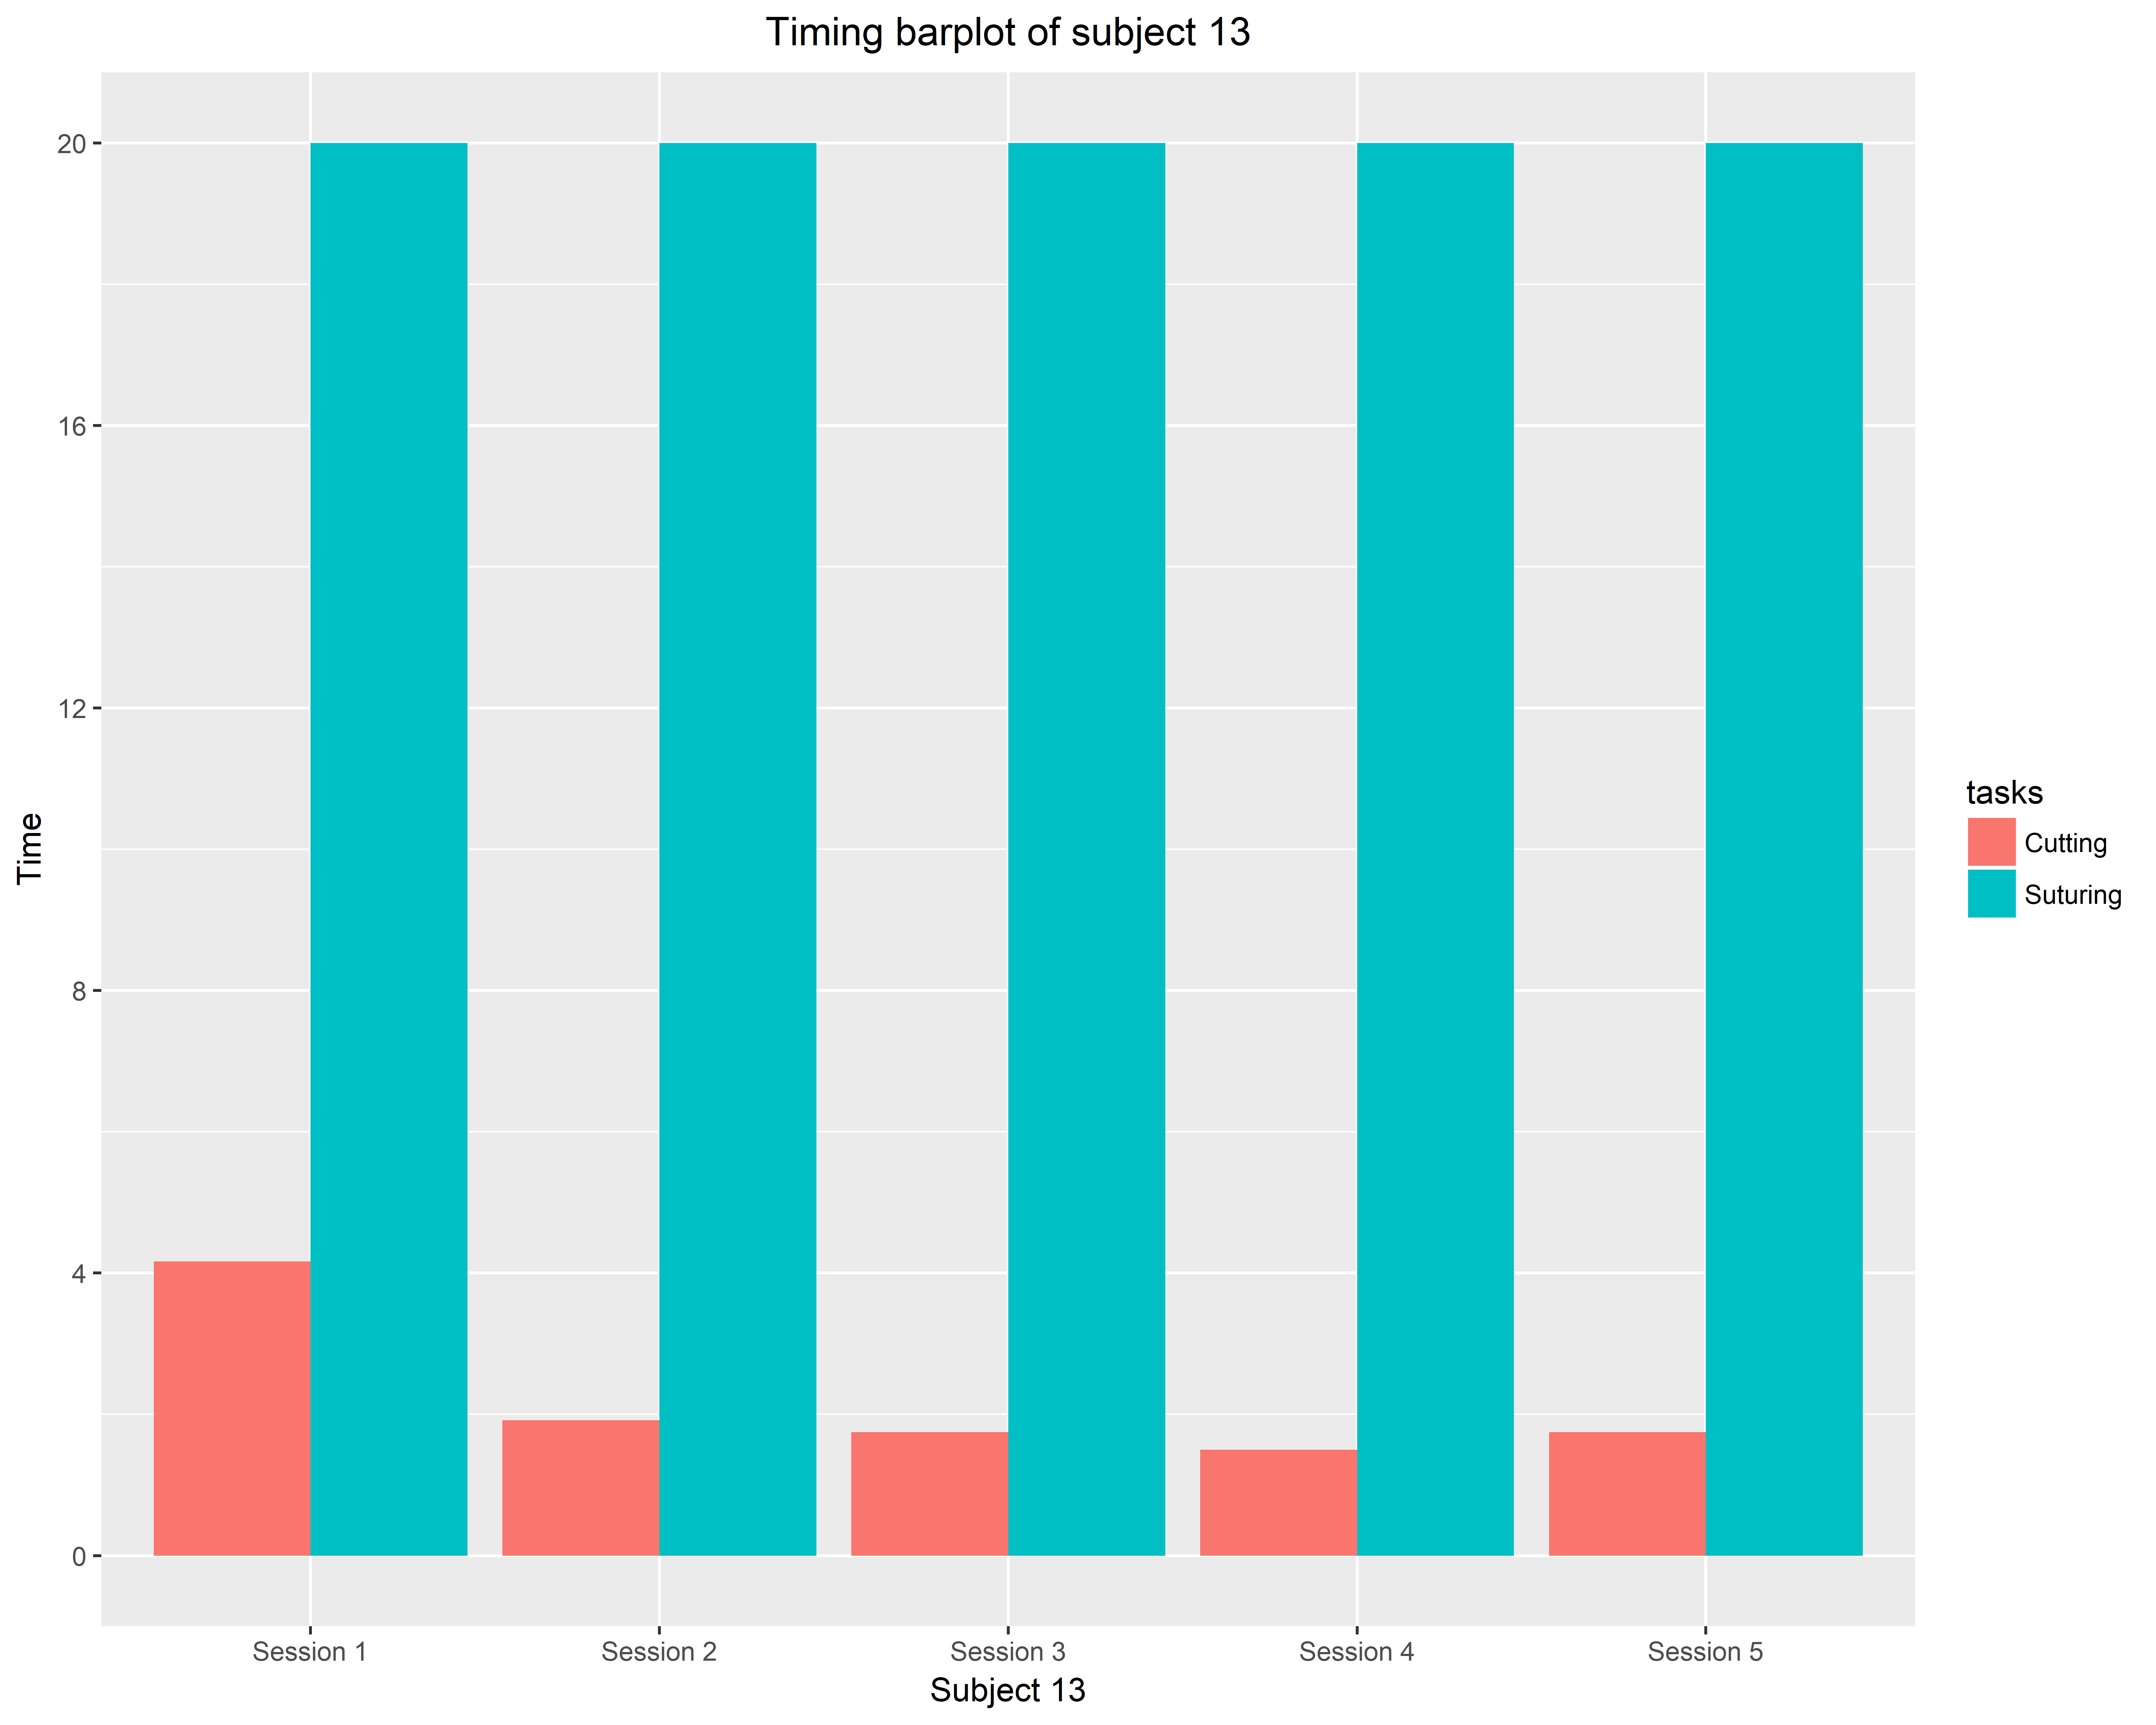 Timing barplot of subject 13
20
16
12
8
4
0
Time
Session 1
Session 2
Session 3
Session 4
Session 5
Subject 13
tasks
Cutting
Suturing